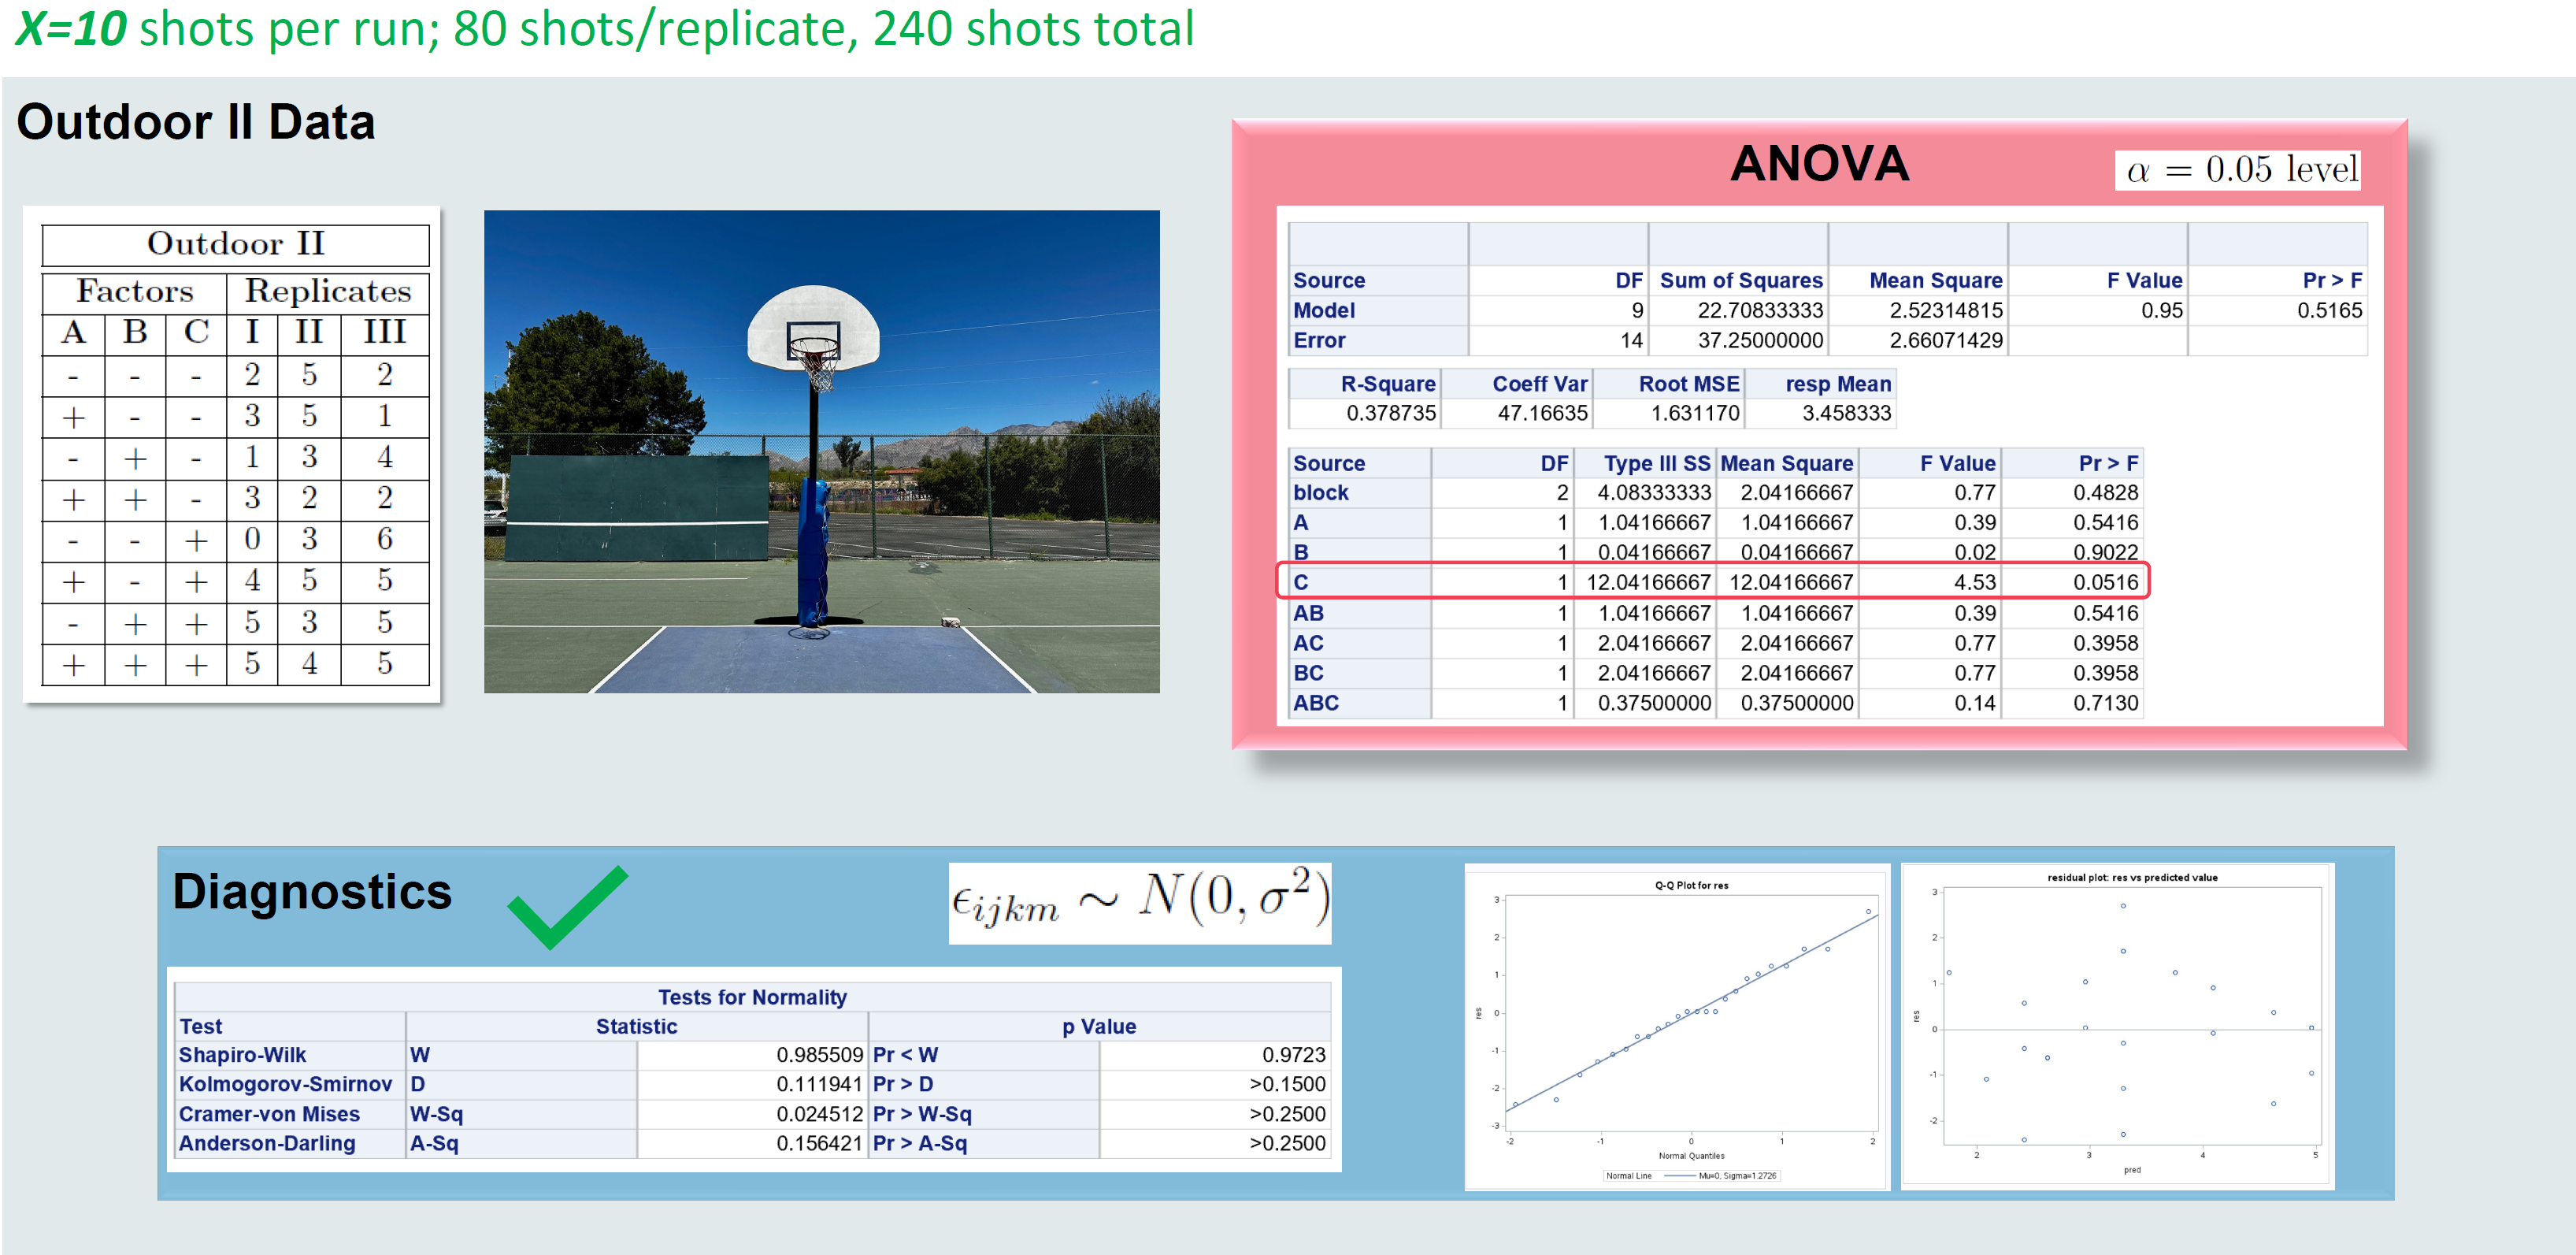 X=10 shots per run; 80 shots/replicate, 240 shots total
Outdoor II Data
Outdoor II
Factors Replicates
A B C I II III
- - - 2 5 2
+ - - 3 5 1
- + - 1 3 4
+ + - 3 2 2
- - + 0 3 6
+ - + 4 5 5
- + + 5 3 5
+ + + 5 4 5
ANOVA
α = 0.05 level
Source DF Sum of Squares Mean Square F Value Pr > F
Model 9 22.70833333 2.52314815 0.95 0.5165
Error 14 37.25000000 2.66071429
R-Square Coeff Var Root MSE resp Mean
0.378735 47.16635 1.631170 3.458333
Source DF Type III SS Mean Square F Value Pr > F
block 2 4.08333333 2.04166667 0.77 0.4828
A 1 1.04166667 1.04166667 0.39 0.5416
B 1 0.04166667 0.04166667 0.02 0.9022
C 1 12.04166667 12.04166667 4.53 0.0516
AB 1 1.04166667 1.04166667 0.39 0.5416
AC 1 2.04166667 2.04166667 0.77 0.3958
BC 1 2.04166667 2.04166667 0.77 0.3958
ABC 1 0.37500000 0.37500000 0.14 0.7130
Diagnostics
ϵijkm ∼ N(0, σ²)
Tests for Normality
Test Statistic p Value
Shapiro-Wilk W 0.985509 Pr < W 0.9723
Kolmogorov-Smirnov D 0.111941 Pr > D >0.1500
Cramer-von Mises W-Sq 0.024512 Pr > W-Sq >0.2500
Anderson-Darling A-Sq 0.156421 Pr > A-Sq >0.2500
Q-Q Plot for res
3
2
1
0
-1
-2
-3
res
-2 -1 0 1 2
Normal Quantiles
Normal Line Mu=0, Sigma=1.2726
residual plot: res vs predicted value
3
2
1
0
-1
-2
res
2 3 4 5
pred